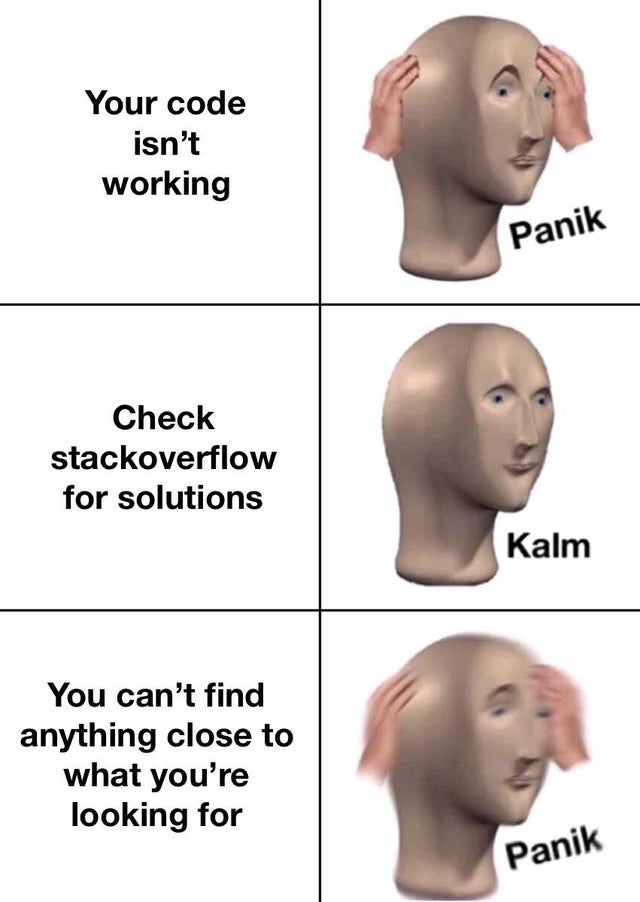 Your code
isn't
working
Panik
Check
stackoverflow
for solutions
Kalm
You can't find
anything close to
what you're
looking for
Panik